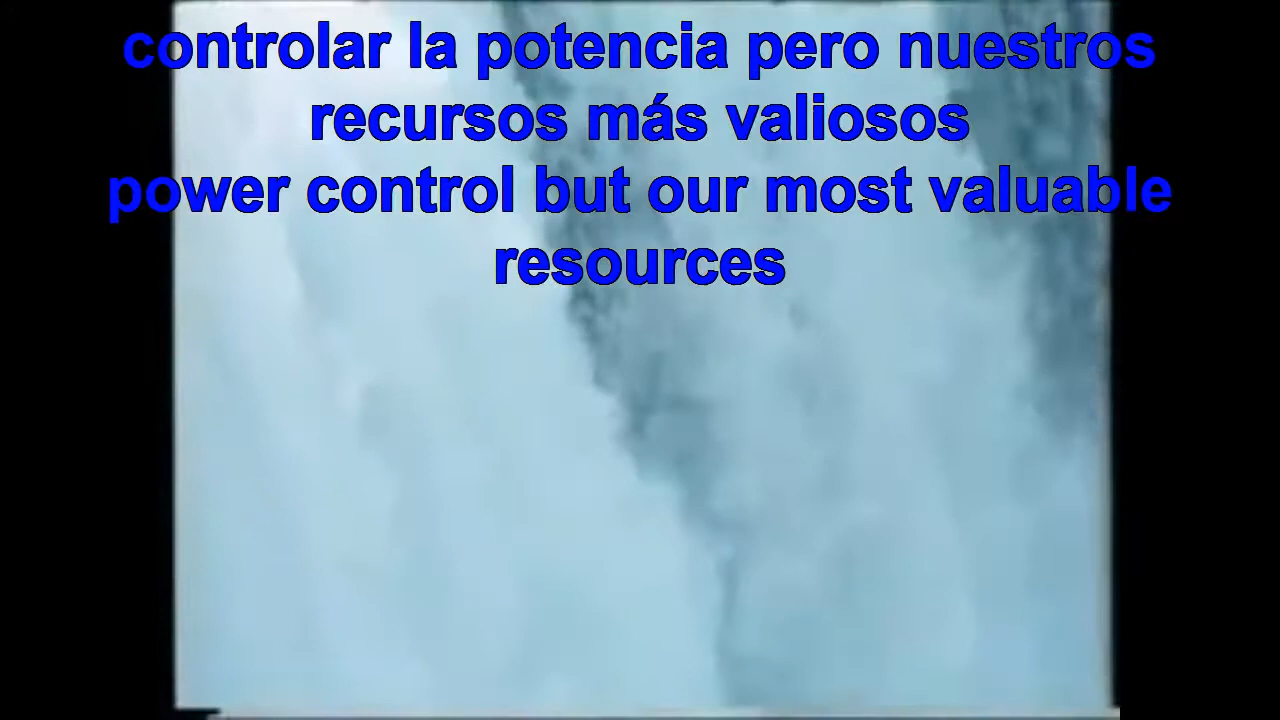 controlar la potencia pero nuestros
recursos más valiosos
power control but our most valuable
resources